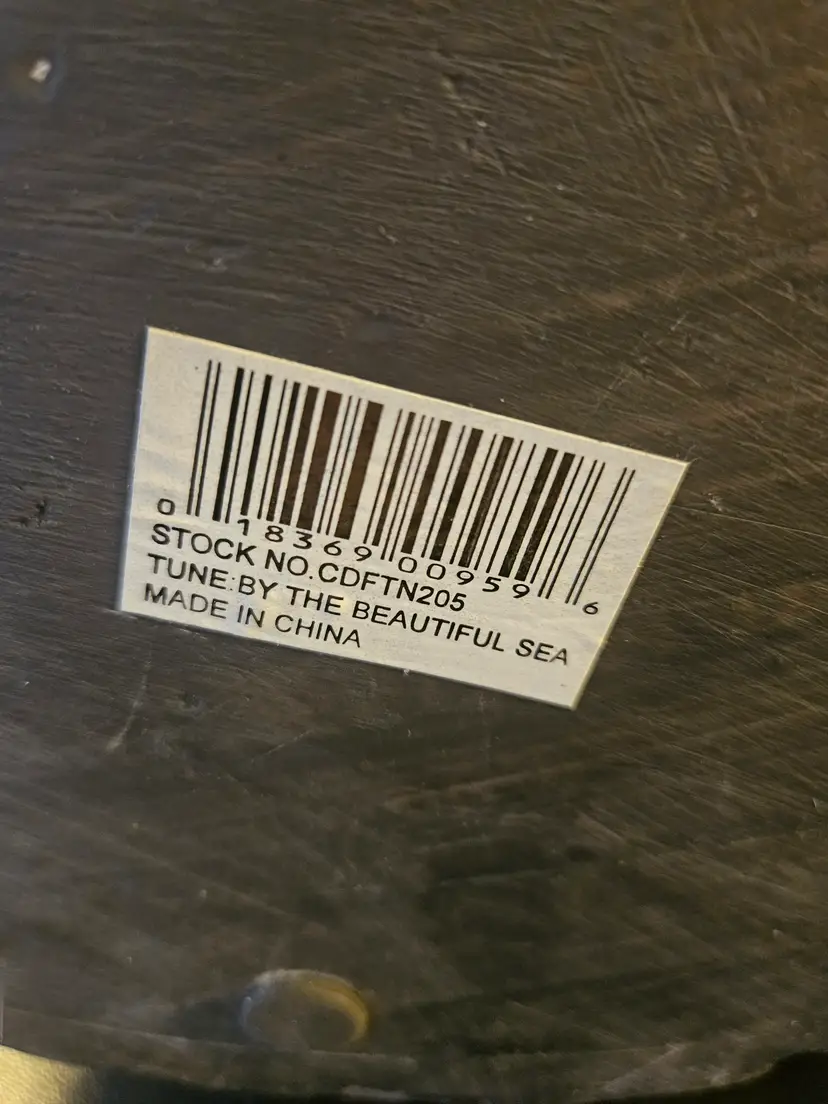 0 18369 00959 6
STOCK NO.CDFTN205
TUNE:BY THE BEAUTIFUL SEA
MADE IN CHINA